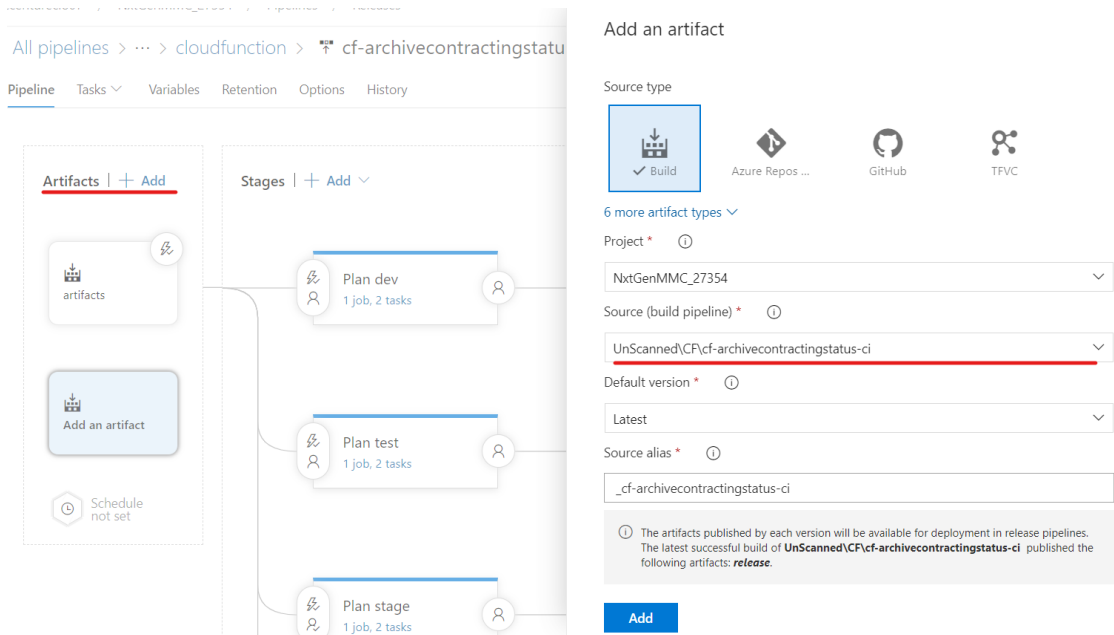 Add an artifact
All pipelines > ··· > cloudfunction > cf-archivecontractingstatu
Pipeline Tasks Variables Retention Options History
Artifacts | + Add
Stages | + Add
artifacts
Add an artifact
Schedule
not set
Plan dev
1 job, 2 tasks
Plan test
1 job, 2 tasks
Plan stage
1 job, 2 tasks
Source type
Build
Azure Repos ...
GitHub
TFVC
6 more artifact types
Project *
NxtGenMMC_27354
Source (build pipeline) *
UnScanned\CF\cf-archivecontractingstatus-ci
Default version *
Latest
Source alias *
_cf-archivecontractingstatus-ci
The artifacts published by each version will be available for deployment in release pipelines.
The latest successful build of UnScanned\CF\cf-archivecontractingstatus-ci published the
following artifacts: release.
Add